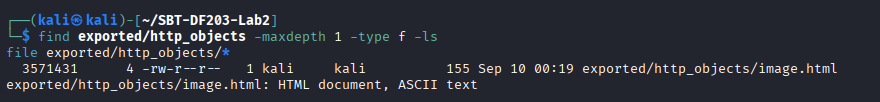 ┌──(kali㉿kali)-[~/SBT-DF203-Lab2]
└─$ find exported/http_objects -maxdepth 1 -type f -ls
file exported/http_objects/*
  3571431      4 -rw-r--r--   1 kali     kali          155 Sep 10 00:19 exported/http_objects/image.html
exported/http_objects/image.html: HTML document, ASCII text